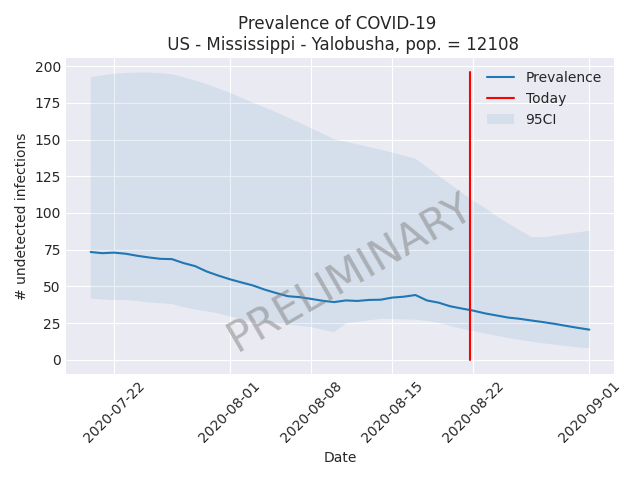 Prevalence of COVID-19
US - Mississippi - Yalobusha, pop. = 12108
200
175
150
125
100
75
50
25
0
# undetected infections
Prevalence
Today
95CI
PRELIMINARY
2020-07-22
2020-08-01
2020-08-08
2020-08-15
2020-08-22
2020-09-01
Date